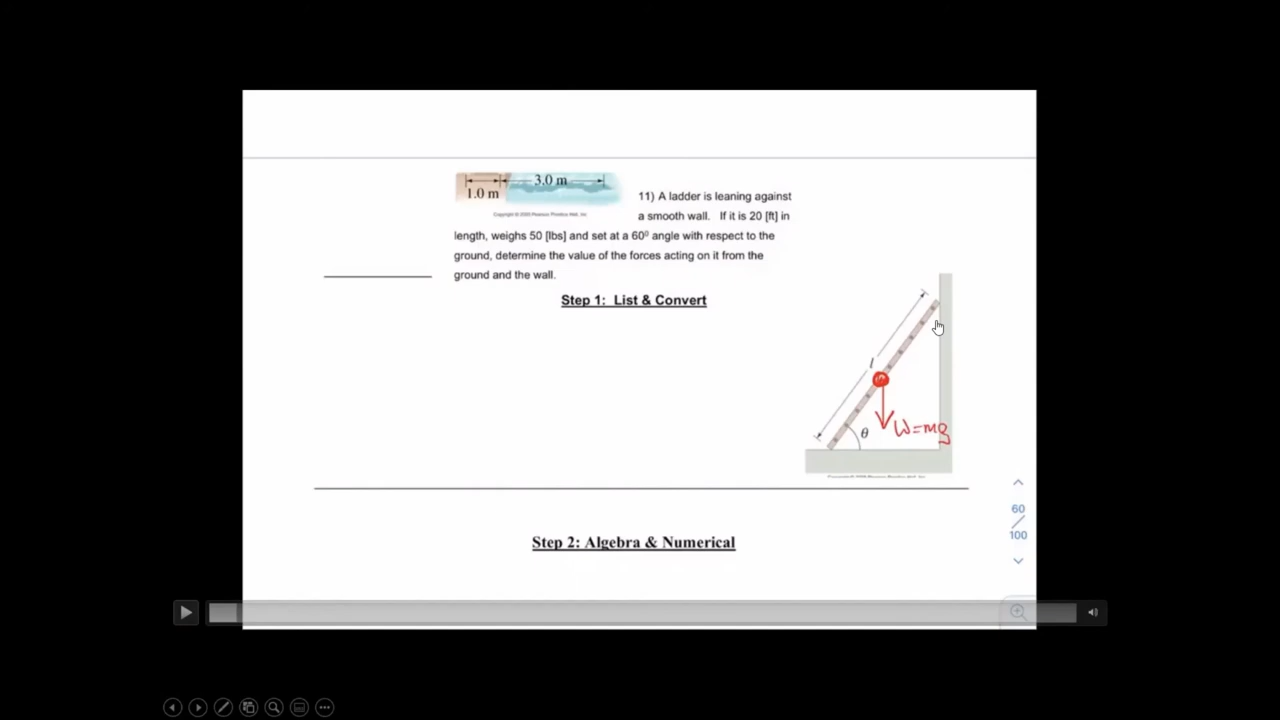 3.0 m
1.0 m
11) A ladder is leaning against
a smooth wall. If it is 20 [ft] in
length, weighs 50 [lbs] and set at a 60⁰ angle with respect to the
ground, determine the value of the forces acting on it from the
ground and the wall.
Step 1: List & Convert
l
θ
W=mg
60
/
100
Step 2: Algebra & Numerical